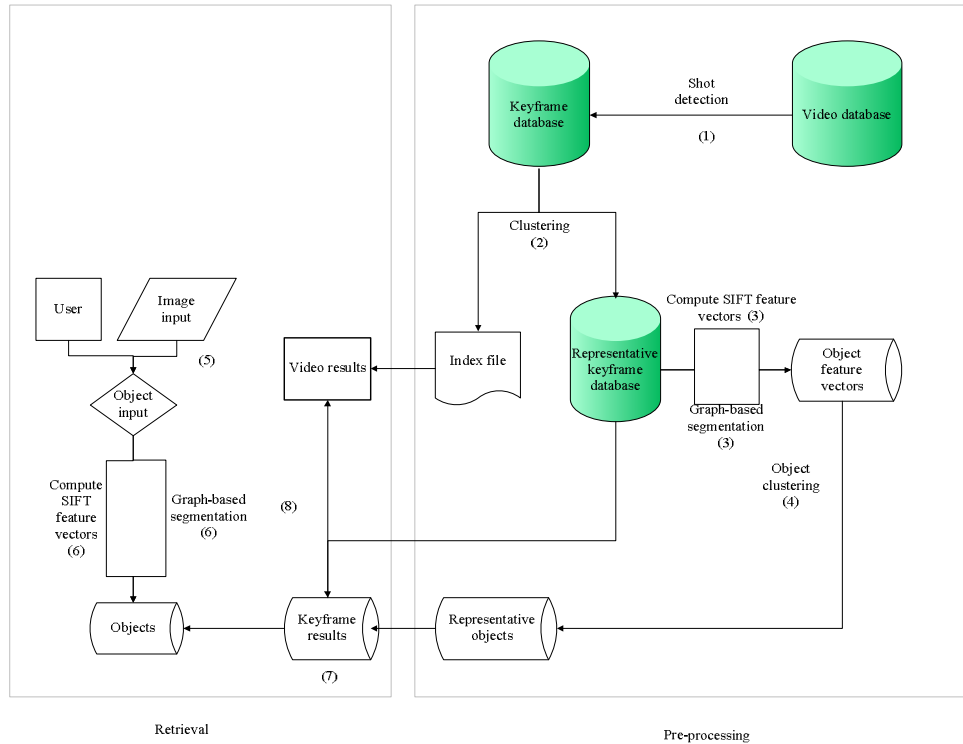 Keyframe
database
Shot
detection
(1)
Video database
Clustering
(2)
User
Image
input
(5)
Object
input
Compute
SIFT
feature
vectors
(6)
Graph-based
segmentation
(6)
Objects
Video results
Index file
Representative
keyframe
database
Compute SIFT feature
vectors (3)
Graph-based
segmentation
(3)
Object
feature
vectors
Object
clustering
(4)
(8)
Keyframe
results
(7)
Representative
objects
Retrieval
Pre-processing